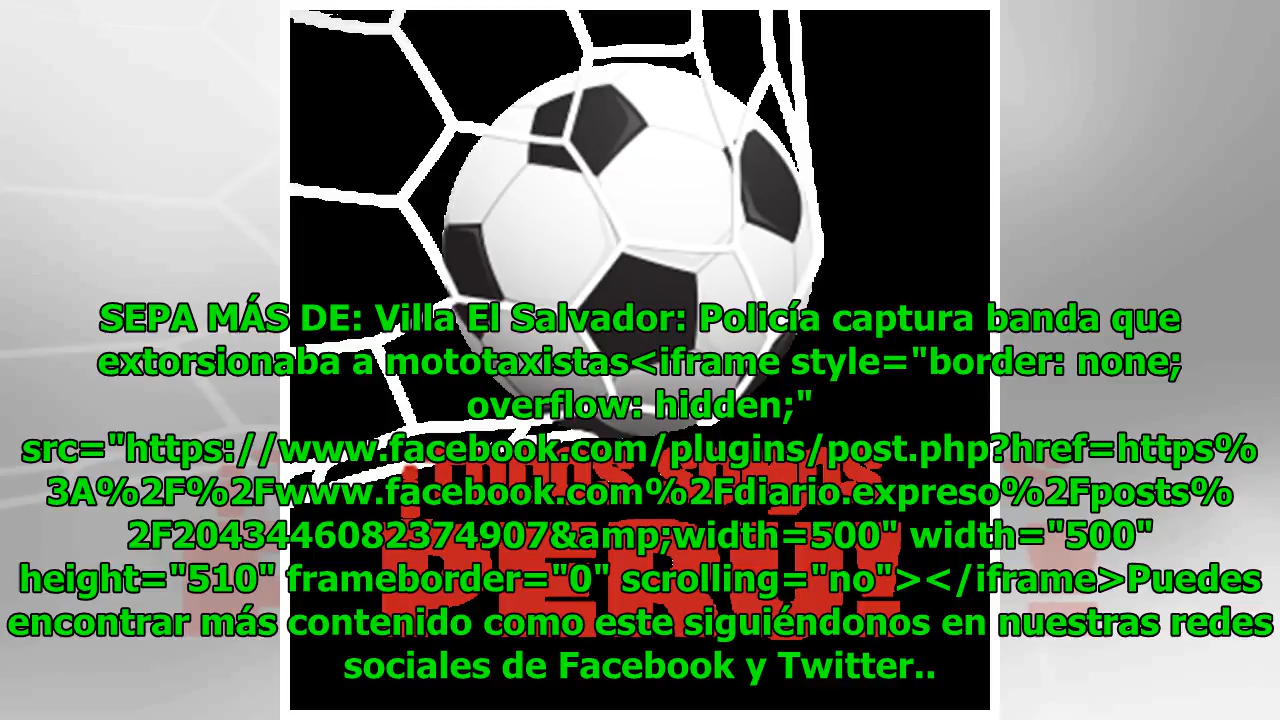 SEPA MÁS DE: Villa El Salvador: Policía captura banda que
extorsionaba a mototaxistas<iframe style="border: none;
overflow: hidden;"
src="https://www.facebook.com/plugins/post.php?href=https%
3A%2F%2Fwww.facebook.com%2Fdiario.expreso%2Fposts%
2F2043446082374907&amp;width=500" width="500"
height="510" frameborder="0" scrolling="no"></iframe>Puedes
encontrar más contenido como este siguiéndonos en nuestras redes
sociales de Facebook y Twitter..
¡TODOS SOMOS
PERÚ!